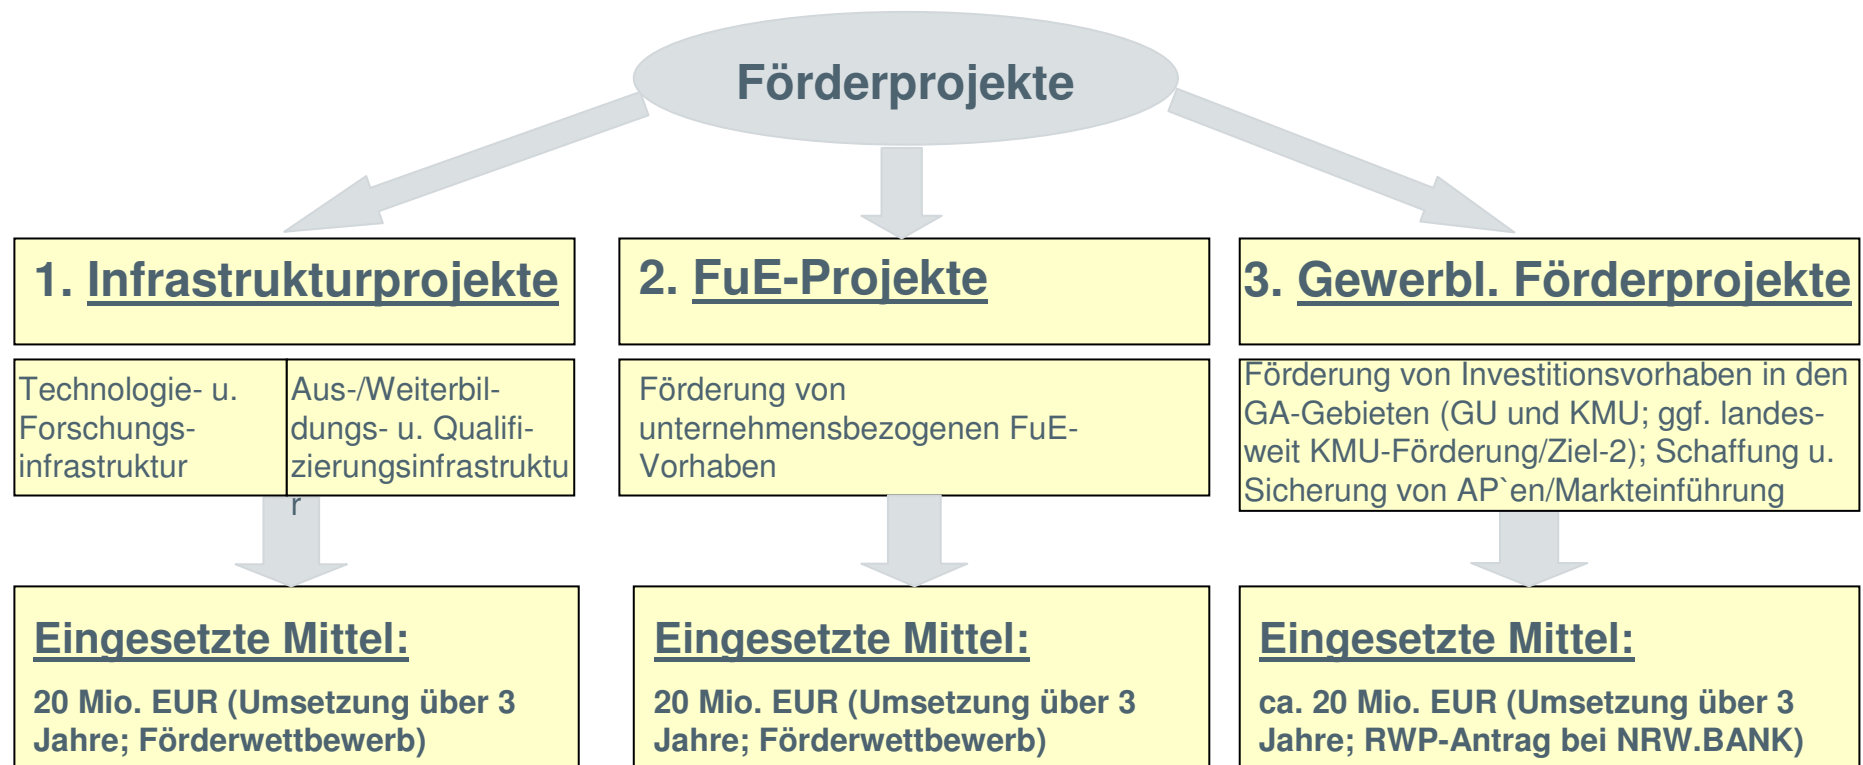 Förderprojekte
1. Infrastrukturprojekte
Technologie- u.
Forschungs-
infrastruktur
Aus-/Weiterbil-
dungs- u. Qualifi-
zierungsinfrastruktu
r
Eingesetzte Mittel:
20 Mio. EUR (Umsetzung über 3
Jahre; Förderwettbewerb)
2. FuE-Projekte
Förderung von
unternehmensbezogenen FuE-
Vorhaben
Eingesetzte Mittel:
20 Mio. EUR (Umsetzung über 3
Jahre; Förderwettbewerb)
3. Gewerbl. Förderprojekte
Förderung von Investitionsvorhaben in den
GA-Gebieten (GU und KMU; ggf. landes-
weit KMU-Förderung/Ziel-2); Schaffung u.
Sicherung von AP`en/Markteinführung
Eingesetzte Mittel:
ca. 20 Mio. EUR (Umsetzung über 3
Jahre; RWP-Antrag bei NRW.BANK)